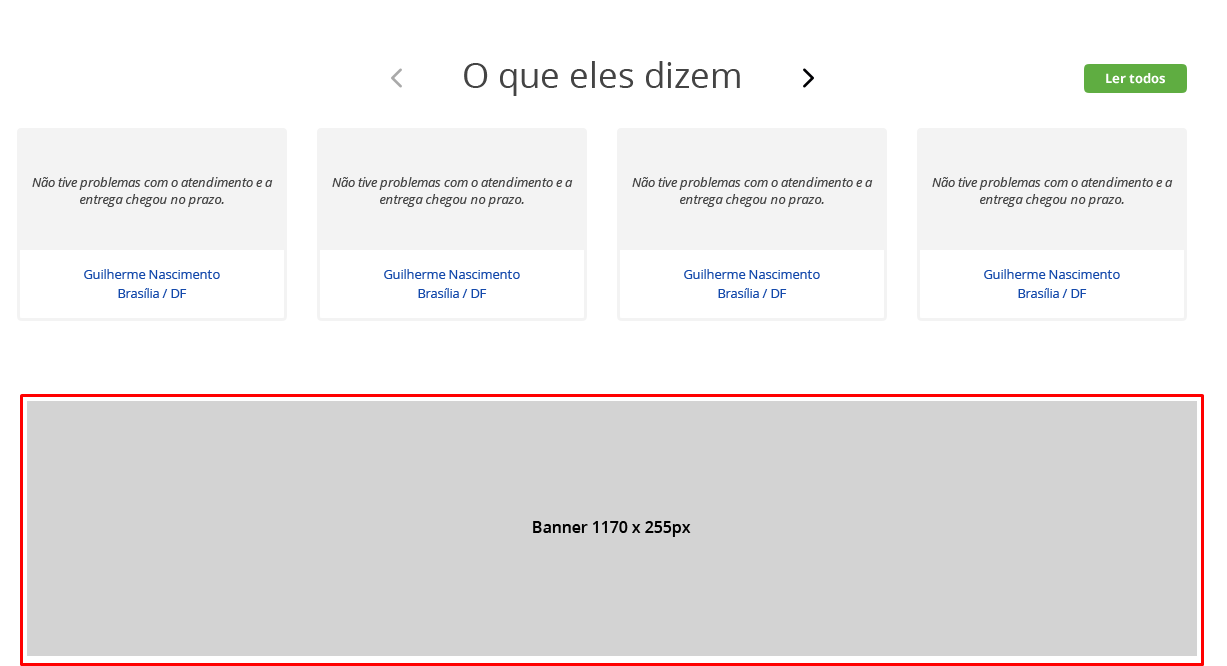 O que eles dizem
Ler todos
Não tive problemas com o atendimento e a
entrega chegou no prazo.
Guilherme Nascimento
Brasília / DF
Não tive problemas com o atendimento e a
entrega chegou no prazo.
Guilherme Nascimento
Brasília / DF
Não tive problemas com o atendimento e a
entrega chegou no prazo.
Guilherme Nascimento
Brasília / DF
Não tive problemas com o atendimento e a
entrega chegou no prazo.
Guilherme Nascimento
Brasília / DF
Banner 1170 x 255px